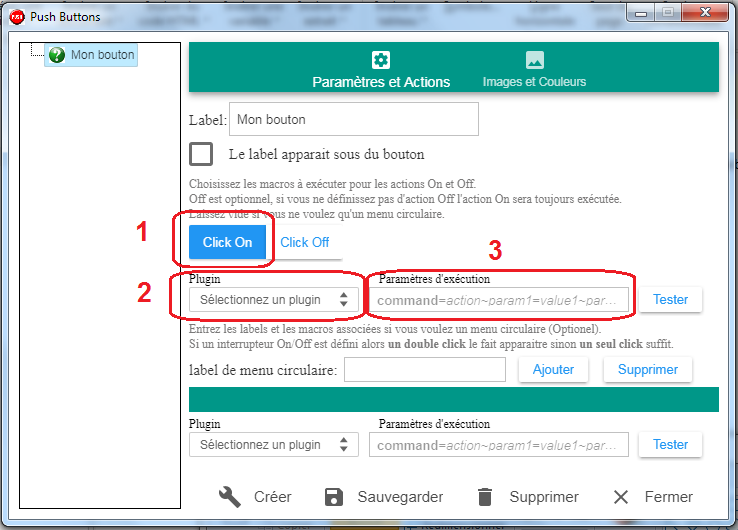 Push Buttons
Mon bouton
Paramètres et Actions
Images et Couleurs
Label: Mon bouton
Le label apparait sous du bouton
Choisissez les macros à exécuter pour les actions On et Off.
Off est optionnel, si vous ne définissez pas d'action Off l'action On sera toujours exécutée.
Laissez vide si vous ne voulez qu'un menu circulaire.
1
Click On
Click Off
3
Plugin
Paramètres d'exécution
2
Sélectionnez un plugin
command=action~param1=value1~par...
Tester
Entrez les labels et les macros associées si vous voulez un menu circulaire (Optionel).
Si un interrupteur On/Off est défini alors un double click le fait apparaitre sinon un seul click suffit.
label de menu circulaire:
Ajouter
Supprimer
Plugin
Paramètres d'exécution
Sélectionnez un plugin
command=action~param1=value1~par...
Tester
Créer
Sauvegarder
Supprimer
Fermer